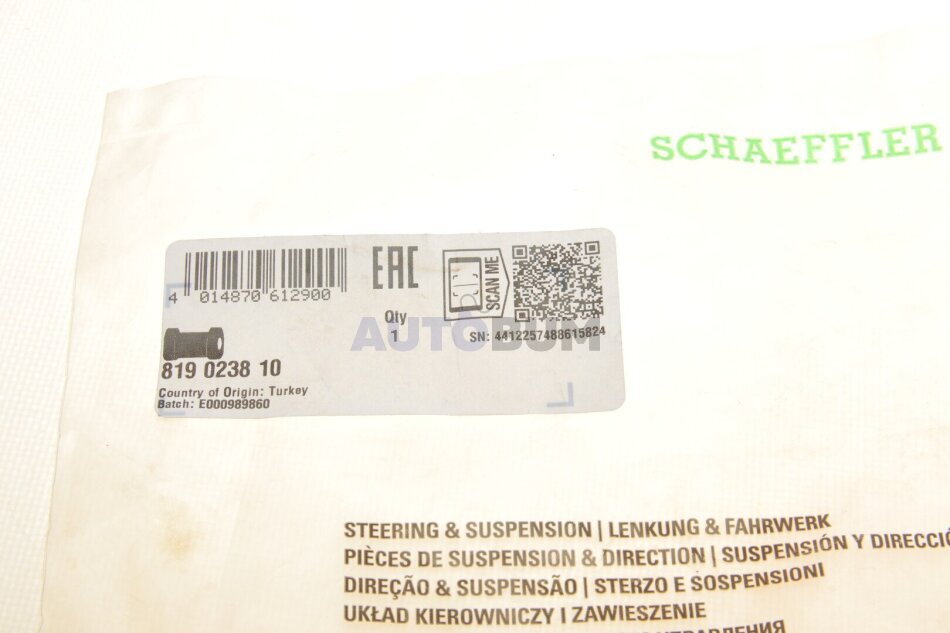 SCHAEFFLER
4 014870 612900
EAC
SCAN ME
Qty
1
SN: 4412257488615824
AUTOBUM
819 0238 10
Country of Origin: Turkey
Batch: E000989860
STEERING & SUSPENSION | LENKUNG & FAHRWERK
PIÈCES DE SUSPENSION & DIRECTION | SUSPENSIÓN Y DIRECCIÓ
DIREÇÃO & SUSPENSÃO | STERZO E SOSPENSIONI
UKŁAD KIEROWNICZY I ZAWIESZENIE